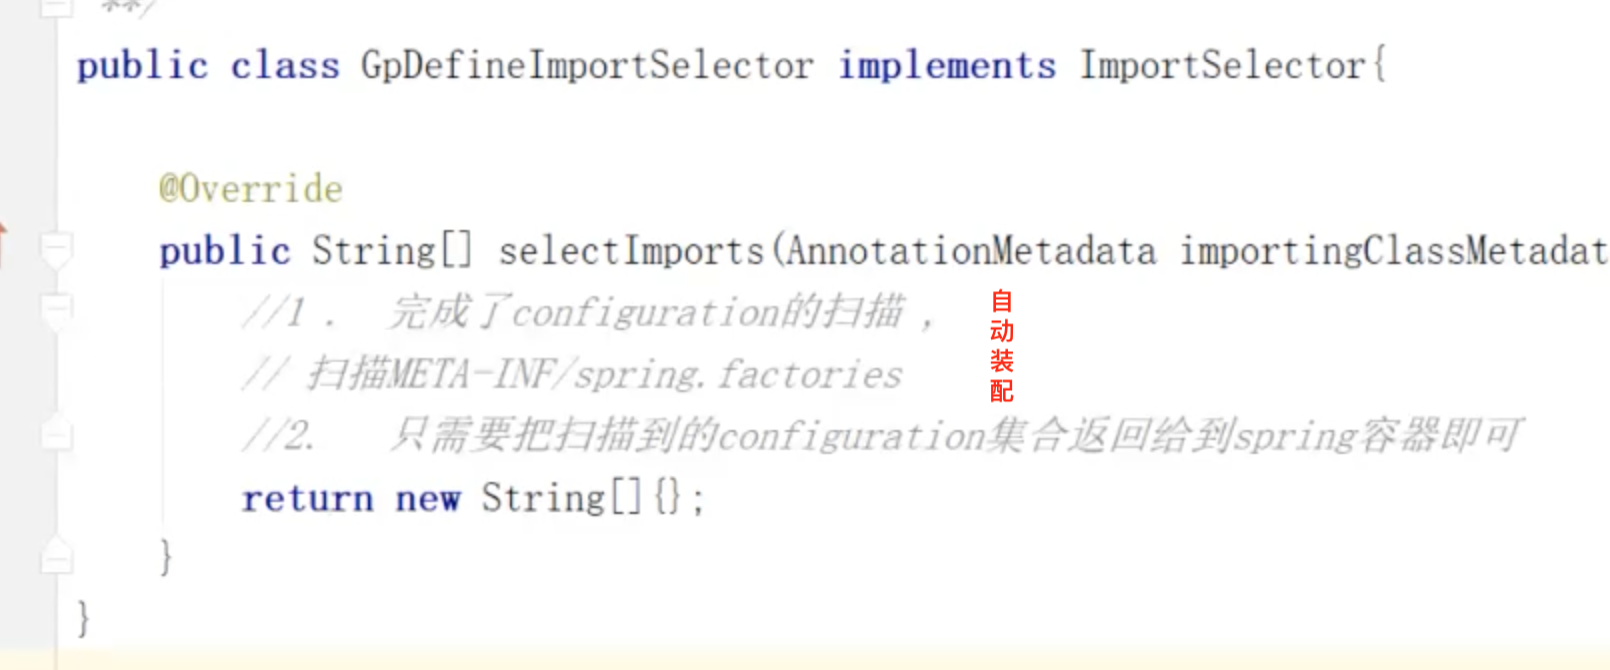 **/
public class GpDefineImportSelector implements ImportSelector{
@Override
public String[] selectImports(AnnotationMetadata importingClassMetadat
//1 . 完成了configuration的扫描 ,
// 扫描META-INF/spring.factories
自动装配
//2. 只需要把扫描到的configuration集合返回给到spring容器即可
return new String[]{};
}
}